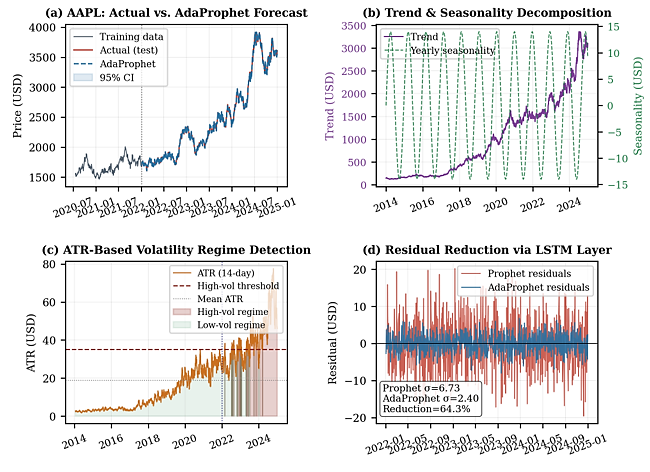 (a) AAPL: Actual vs. AdaProphet Forecast
Price (USD)
4000
3500
3000
2500
2000
1500
Training data
Actual (test)
AdaProphet
95% CI
2020-07
2021-01
2021-07
2022-01
2022-07
2023-01
2023-07
2024-01
2024-07
2025-01
(b) Trend & Seasonality Decomposition
Trend (USD)
3500
3000
2500
2000
1500
1000
500
0
Trend
Yearly seasonality
15
10
5
0
−5
−10
−15
Seasonality (USD)
2014
2016
2018
2020
2022
2024
(c) ATR-Based Volatility Regime Detection
ATR (USD)
80
60
40
20
0
ATR (14-day)
High-vol threshold
Mean ATR
High-vol regime
Low-vol regime
2014
2016
2018
2020
2022
2024
(d) Residual Reduction via LSTM Layer
Residual (USD)
20
10
0
−10
−20
Prophet residuals
AdaProphet residuals
Prophet σ=6.73
AdaProphet σ=2.40
Reduction=64.3%
2022-01
2022-05
2022-09
2023-01
2023-05
2023-09
2024-01
2024-05
2024-09
2025-01